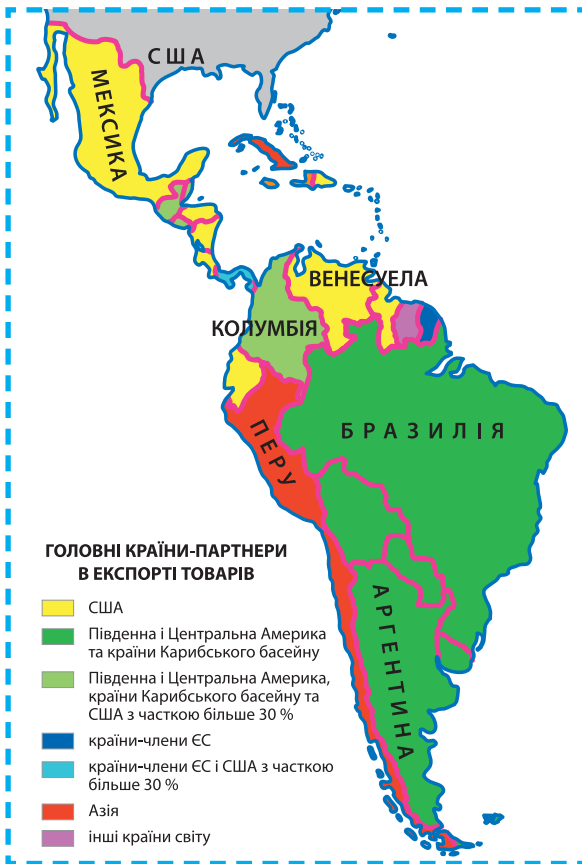 США
МЕКСИКА
ВЕНЕСУЕЛА
КОЛУМБІЯ
БРАЗИЛІЯ
ПЕРУ
АРГЕНТИНА
ГОЛОВНІ КРАЇНИ-ПАРТНЕРИ
В ЕКСПОРТІ ТОВАРІВ
США
Південна і Центральна Америка
та країни Карибського басейну
Південна і Центральна Америка,
країни Карибського басейну та
США з часткою більше 30 %
країни-члени ЄС
країни-члени ЄС і США з часткою
більше 30 %
Азія
інші країни світу